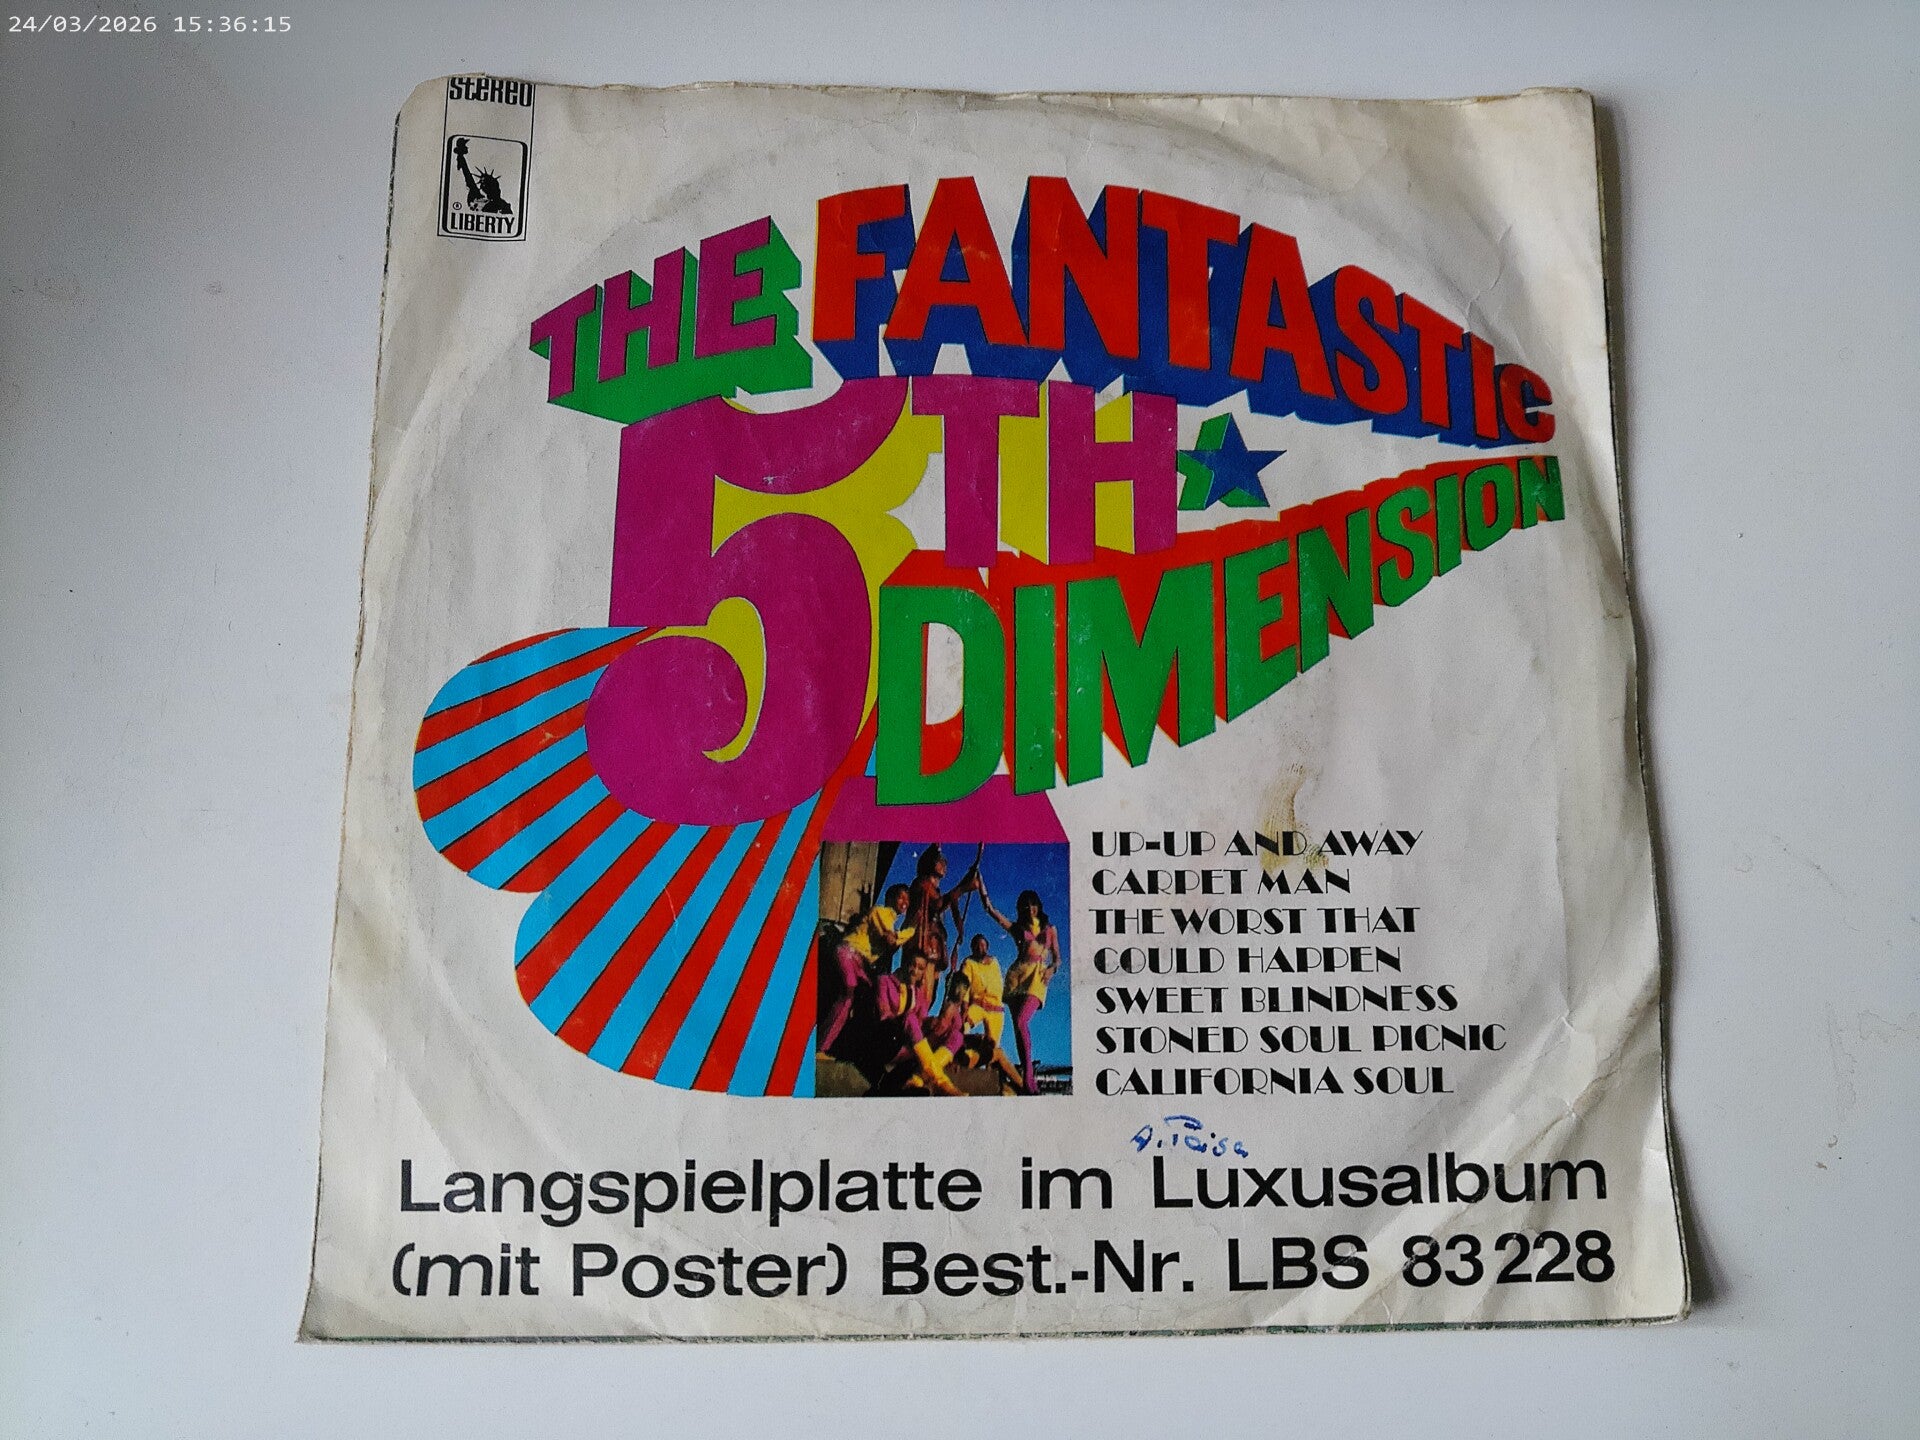 24/03/2026 15:36:15
STEREO
® LIBERTY
THE FANTASTIC
5TH
DIMENSION
UP-UP AND AWAY
CARPET MAN
THE WORST THAT
COULD HAPPEN
SWEET BLINDNESS
STONED SOUL PICNIC
CALIFORNIA SOUL
Langspielplatte im Luxusalbum
(mit Poster) Best.-Nr. LBS 83 228